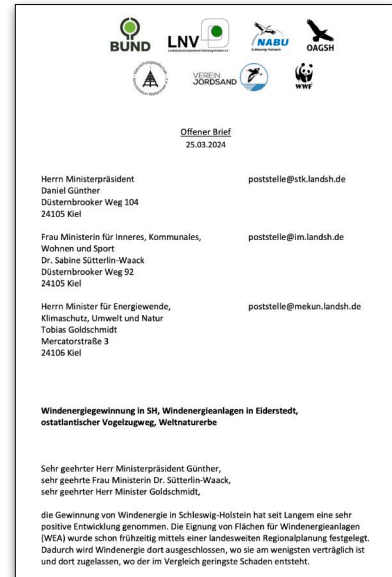 BUND
LNV
NABU
OAGSH
VEREIN
JORDSAND
WWF
Offener Brief
25.03.2024
Herrn Ministerpräsident poststelle@stk.landsh.de
Daniel Günther
Düsternbrooker Weg 104
24105 Kiel
Frau Ministerin für Inneres, Kommunales, poststelle@im.landsh.de
Wohnen und Sport
Dr. Sabine Sütterlin-Waack
Düsternbrooker Weg 92
24105 Kiel
Herrn Minister für Energiewende, poststelle@mekun.landsh.de
Klimaschutz, Umwelt und Natur
Tobias Goldschmidt
Mercatorstraße 3
24106 Kiel
Windenergiegewinnung in SH, Windenergieanlagen in Eiderstedt,
ostatlantischer Vogelzugweg, Weltnaturerbe
Sehr geehrter Herr Ministerpräsident Günther,
sehr geehrte Frau Ministerin Dr. Sütterlin-Waack,
sehr geehrter Herr Minister Goldschmidt,
die Gewinnung von Windenergie in Schleswig-Holstein hat seit Langem eine sehr
positive Entwicklung genommen. Die Eignung von Flächen für Windenergieanlagen
(WEA) wurde schon frühzeitig mittels einer landesweiten Regionalplanung festgelegt.
Dadurch wird Windenergie dort ausgeschlossen, wo sie am wenigsten verträglich ist
und dort zugelassen, wo der im Vergleich geringste Schaden entsteht.